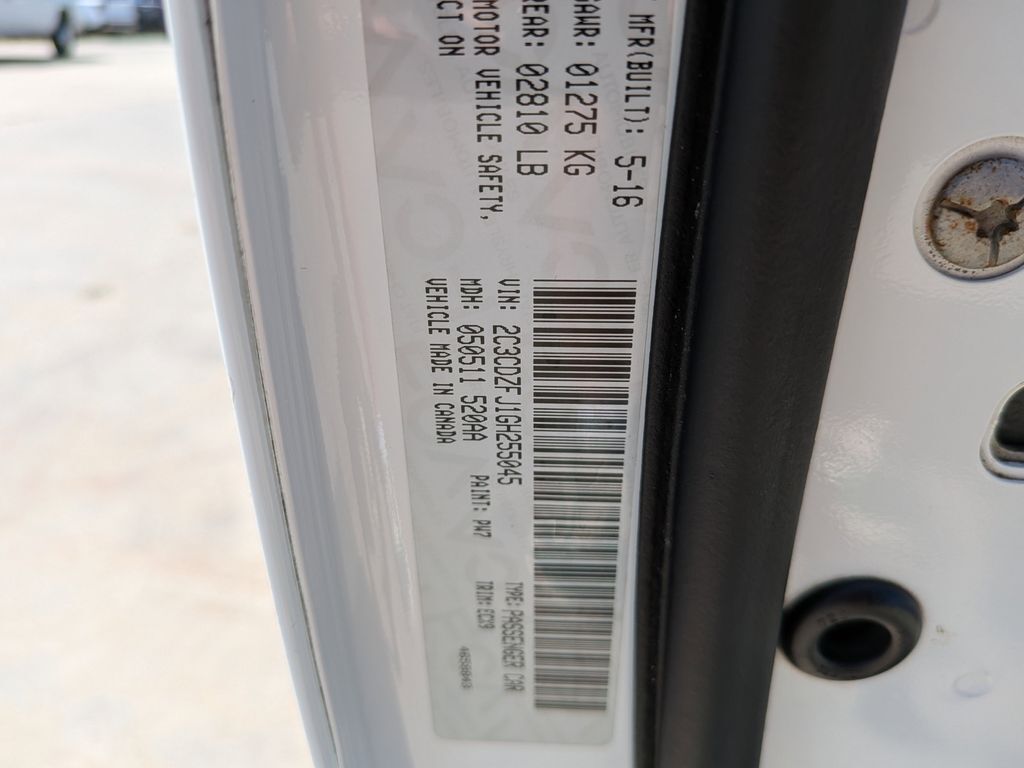 MFR(BUILT): 5-16
GAWR: 01275 KG
REAR: 02810 LB
MOTOR VEHICLE SAFETY,
CT ON
VIN: 2C3CDZFJ1GH255045
TYPE: PASSENGER CAR
MDH: 050511 520AA
PAINT: PW7
TRIM: ECX9
VEHICLE MADE IN CANADA